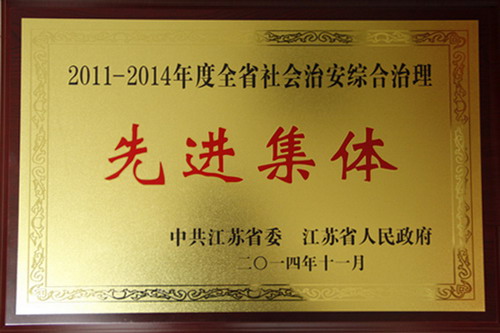 2011-2014年度全省社会治安综合治理
先进集体
中共江苏省委 江苏省人民政府
二〇一四年十一月